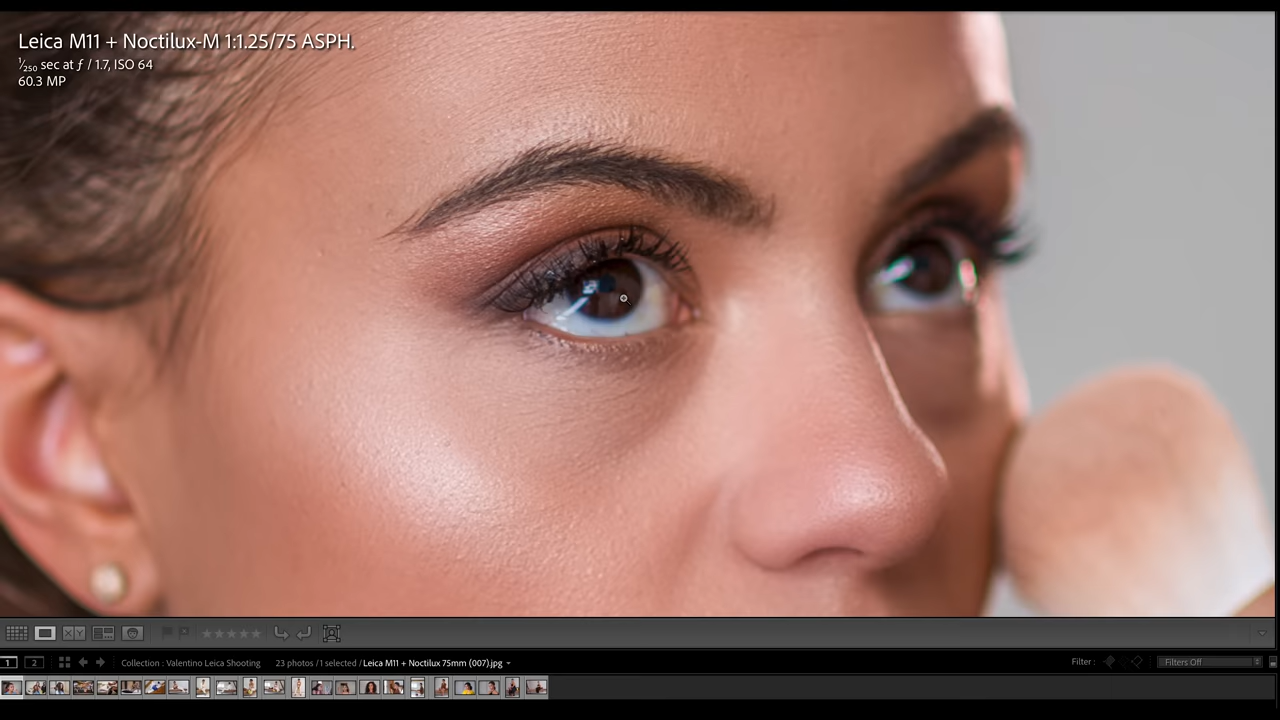 Leica M11 + Noctilux-M 1:1.25/75 ASPH.
1/250 sec at ƒ / 1.7, ISO 64
60.3 MP
X Y
1 2 Collection : Valentino Leica Shooting 23 photos / 1 selected / Leica M11 + Noctilux 75mm (007).jpg Filter : Filters Off